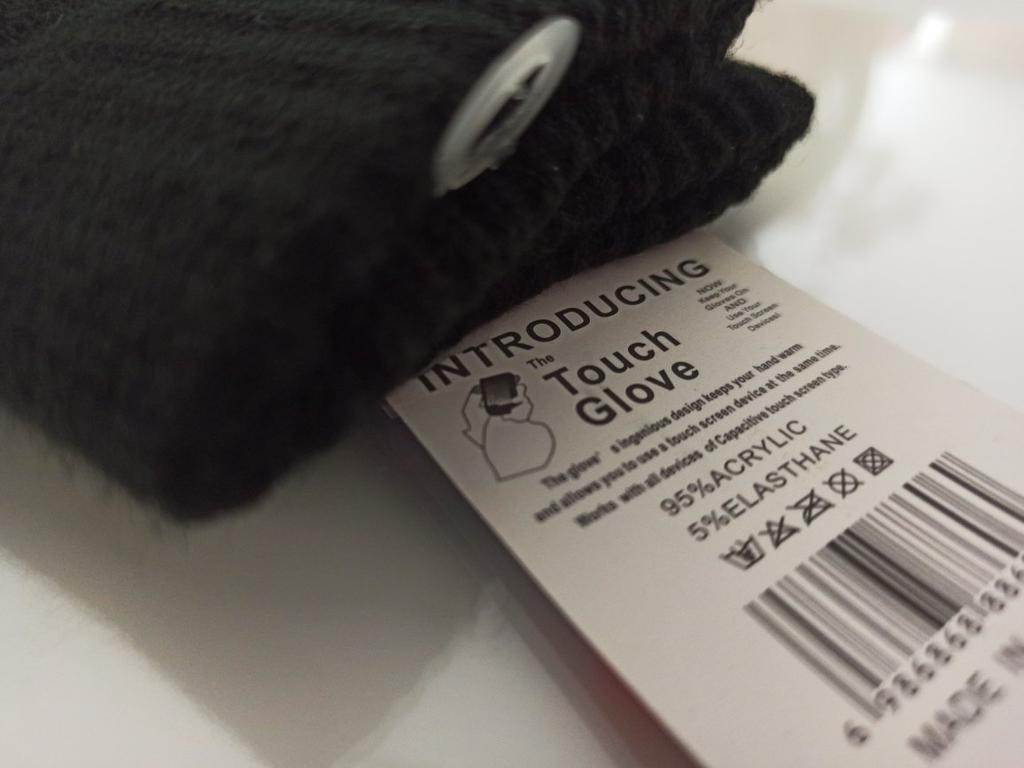 INTRODUCING
The
Touch
Glove
NOW:
Keep Your
Gloves On
AND
Use Your
Touch Screen
Devices!
The glove' s ingenious design keeps your hand warm
and allows you to use a touch screen device at the same time.
Works with all devices of Capacitive touch screen type.
95%ACRYLIC
5%ELASTHANE
MADE IN